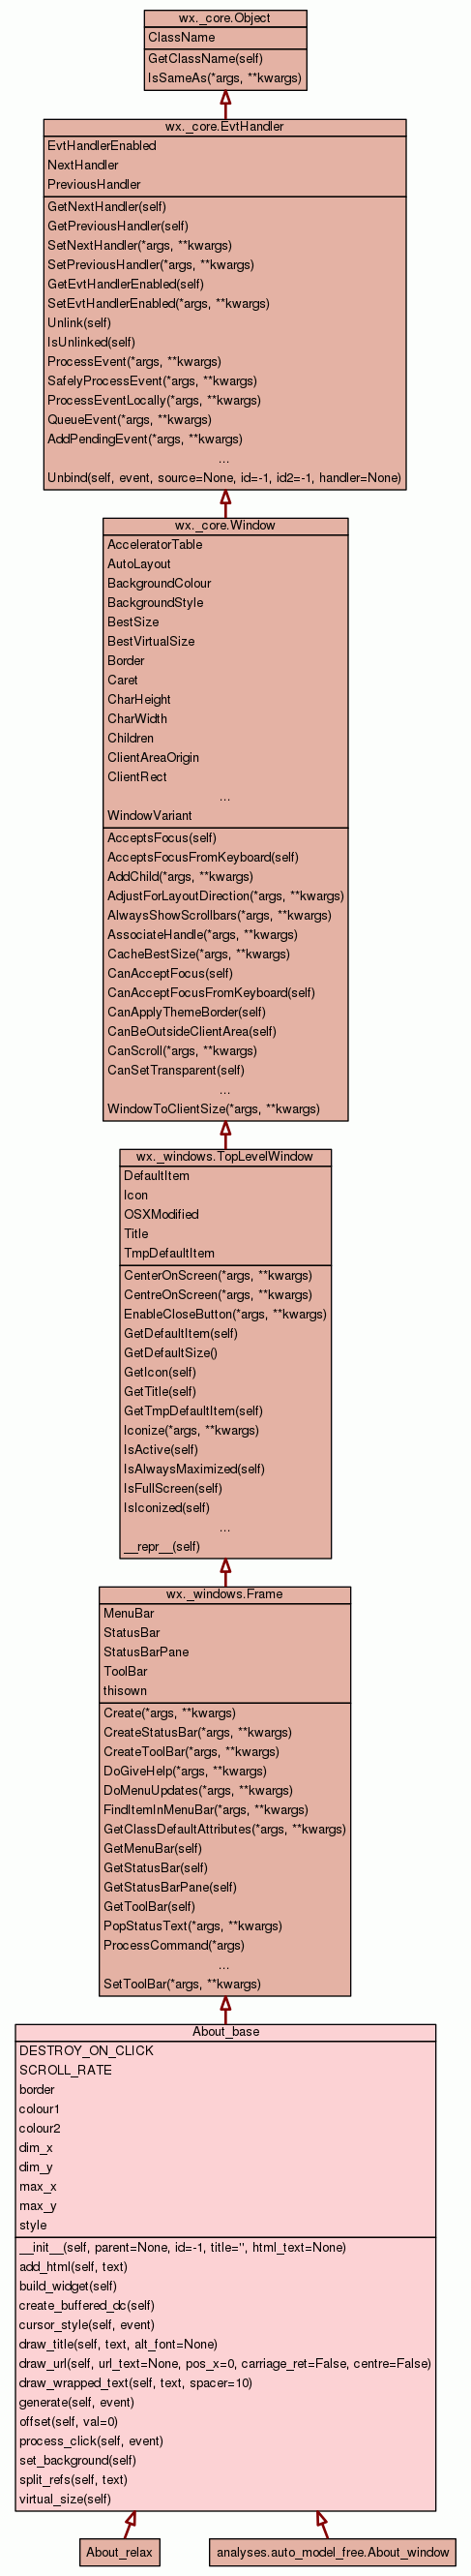 wx._core.Object
ClassName
GetClassName(self)
IsSameAs(*args, **kwargs)
wx._core.EvtHandler
EvtHandlerEnabled
NextHandler
PreviousHandler
GetNextHandler(self)
GetPreviousHandler(self)
SetNextHandler(*args, **kwargs)
SetPreviousHandler(*args, **kwargs)
GetEvtHandlerEnabled(self)
SetEvtHandlerEnabled(*args, **kwargs)
Unlink(self)
IsUnlinked(self)
ProcessEvent(*args, **kwargs)
SafelyProcessEvent(*args, **kwargs)
ProcessEventLocally(*args, **kwargs)
QueueEvent(*args, **kwargs)
AddPendingEvent(*args, **kwargs)
...
Unbind(self, event, source=None, id=-1, id2=-1, handler=None)
wx._core.Window
AcceleratorTable
AutoLayout
BackgroundColour
BackgroundStyle
BestSize
BestVirtualSize
Border
Caret
CharHeight
CharWidth
Children
ClientAreaOrigin
ClientRect
...
WindowVariant
AcceptsFocus(self)
AcceptsFocusFromKeyboard(self)
AddChild(*args, **kwargs)
AdjustForLayoutDirection(*args, **kwargs)
AlwaysShowScrollbars(*args, **kwargs)
AssociateHandle(*args, **kwargs)
CacheBestSize(*args, **kwargs)
CanAcceptFocus(self)
CanAcceptFocusFromKeyboard(self)
CanApplyThemeBorder(self)
CanBeOutsideClientArea(self)
CanScroll(*args, **kwargs)
CanSetTransparent(self)
...
WindowToClientSize(*args, **kwargs)
wx._windows.TopLevelWindow
DefaultItem
Icon
OSXModified
Title
TmpDefaultItem
CenterOnScreen(*args, **kwargs)
CentreOnScreen(*args, **kwargs)
EnableCloseButton(*args, **kwargs)
GetDefaultItem(self)
GetDefaultSize()
GetIcon(self)
GetTitle(self)
GetTmpDefaultItem(self)
Iconize(*args, **kwargs)
IsActive(self)
IsAlwaysMaximized(self)
IsFullScreen(self)
IsIconized(self)
...
__repr__(self)
wx._windows.Frame
MenuBar
StatusBar
StatusBarPane
ToolBar
thisown
Create(*args, **kwargs)
CreateStatusBar(*args, **kwargs)
CreateToolBar(*args, **kwargs)
DoGiveHelp(*args, **kwargs)
DoMenuUpdates(*args, **kwargs)
FindItemInMenuBar(*args, **kwargs)
GetClassDefaultAttributes(*args, **kwargs)
GetMenuBar(self)
GetStatusBar(self)
GetStatusBarPane(self)
GetToolBar(self)
PopStatusText(*args, **kwargs)
ProcessCommand(*args)
...
SetToolBar(*args, **kwargs)
About_base
DESTROY_ON_CLICK
SCROLL_RATE
border
colour1
colour2
dim_x
dim_y
max_x
max_y
style
__init__(self, parent=None, id=-1, title='', html_text=None)
add_html(self, text)
build_widget(self)
create_buffered_dc(self)
cursor_style(self, event)
draw_title(self, text, alt_font=None)
draw_url(self, url_text=None, pos_x=0, carriage_ret=False, centre=False)
draw_wrapped_text(self, text, spacer=10)
generate(self, event)
offset(self, val=0)
process_click(self, event)
set_background(self)
split_refs(self, text)
virtual_size(self)
About_relax
analyses.auto_model_free.About_window